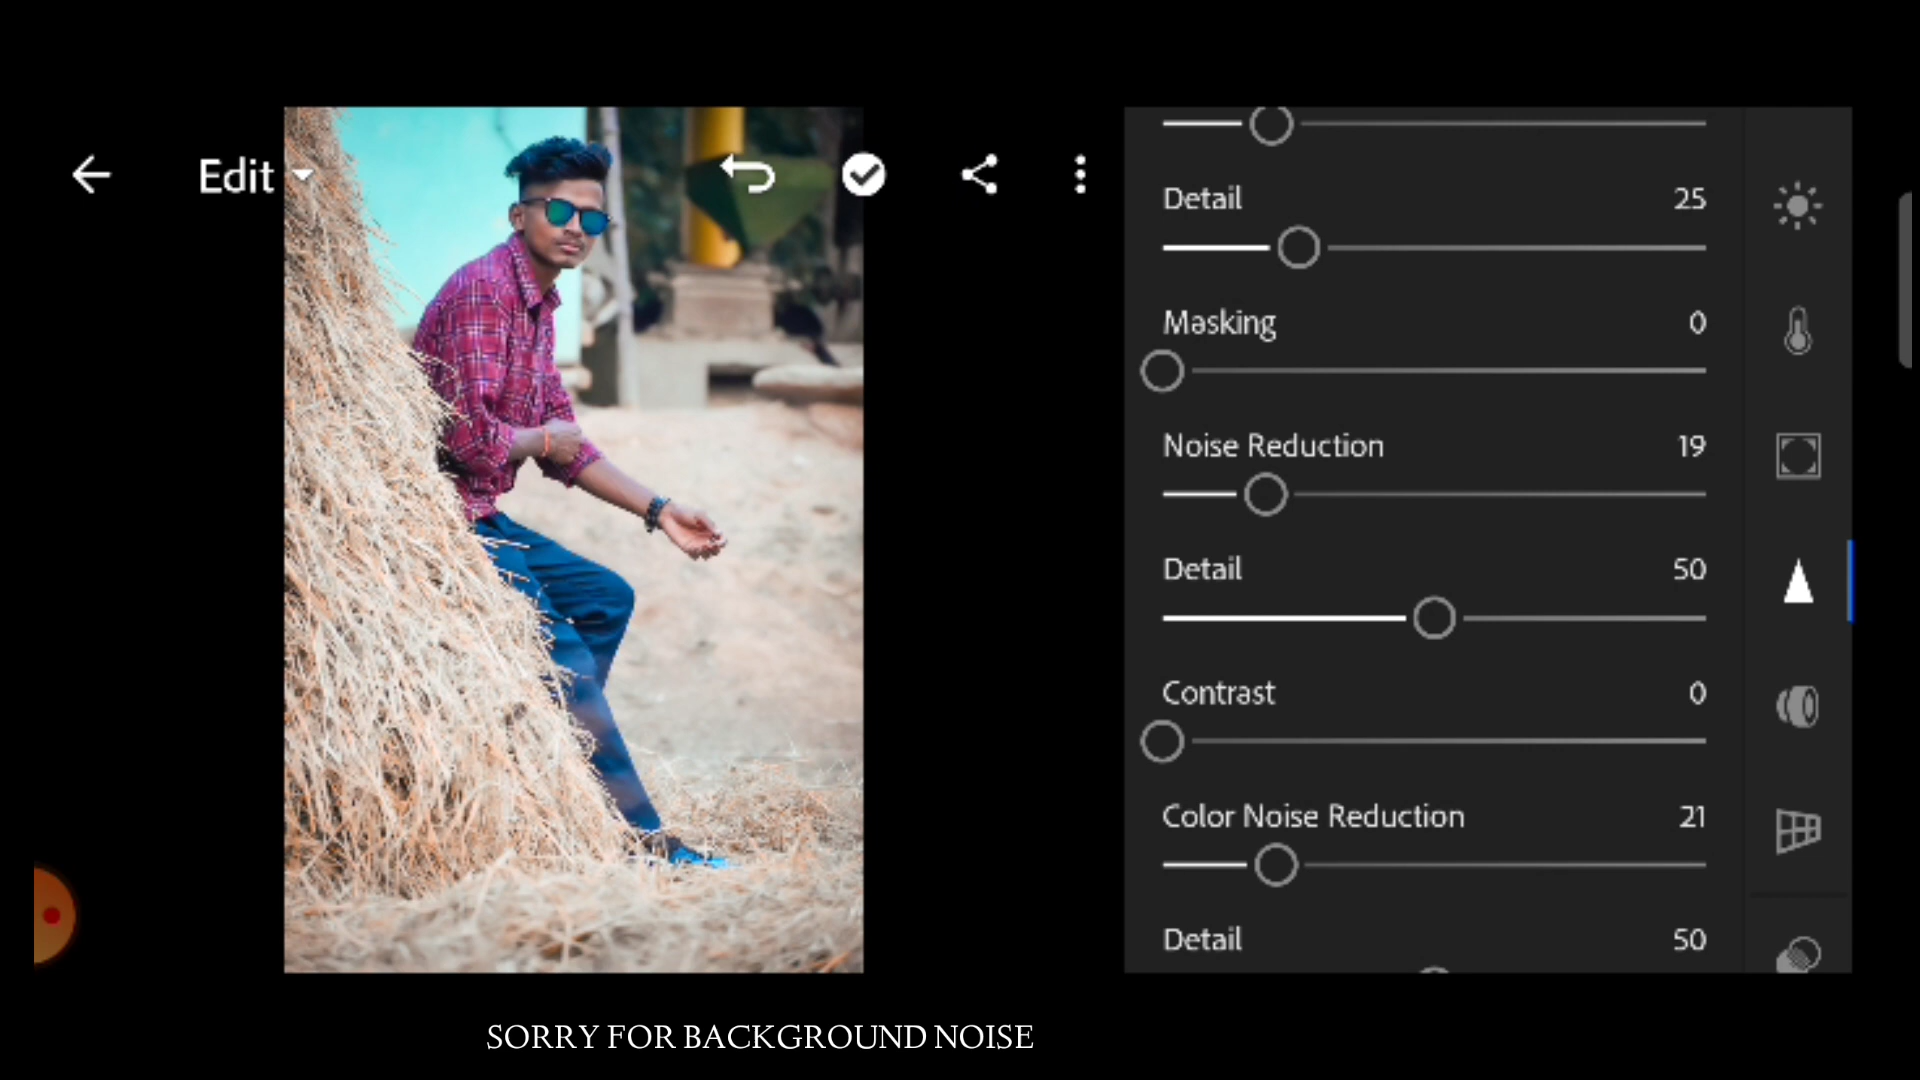 Edit
Detail 25
Masking 0
Noise Reduction 19
Detail 50
Contrast 0
Color Noise Reduction 21
Detail 50
SORRY FOR BACKGROUND NOISE